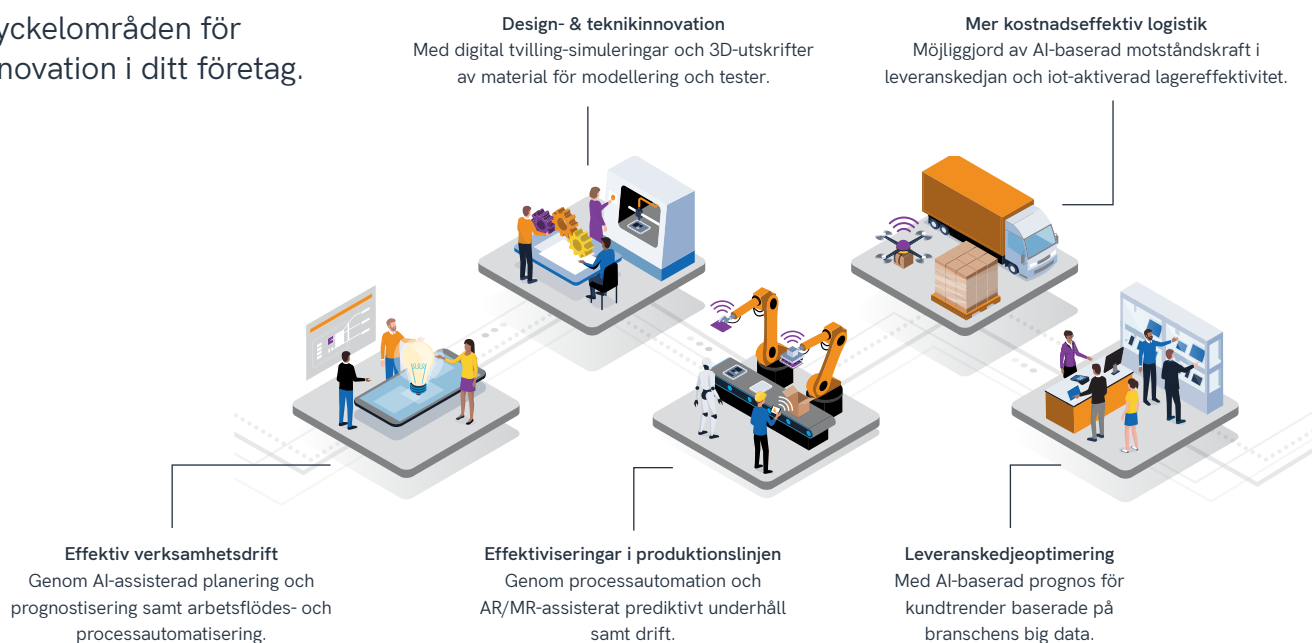 yckelområden för
novation i ditt företag.
Design- & teknikinnovation
Med digital tvilling-simuleringar och 3D-utskrifter
av material för modellering och tester.
Mer kostnadseffektiv logistik
Möjliggjord av AI-baserad motståndskraft i
leveranskedjan och iot-aktiverad lagereffektivitet.
Effektiv verksamhetsdrift
Genom AI-assisterad planering och
prognostisering samt arbetsflödes- och
processautomatisering.
Effektiviseringar i produktionslinjen
Genom processautomation och
AR/MR-assisterat prediktivt underhåll
samt drift.
Leveranskedjeoptimering
Med AI-baserad prognos för
kundtrender baserade på
branschens big data.